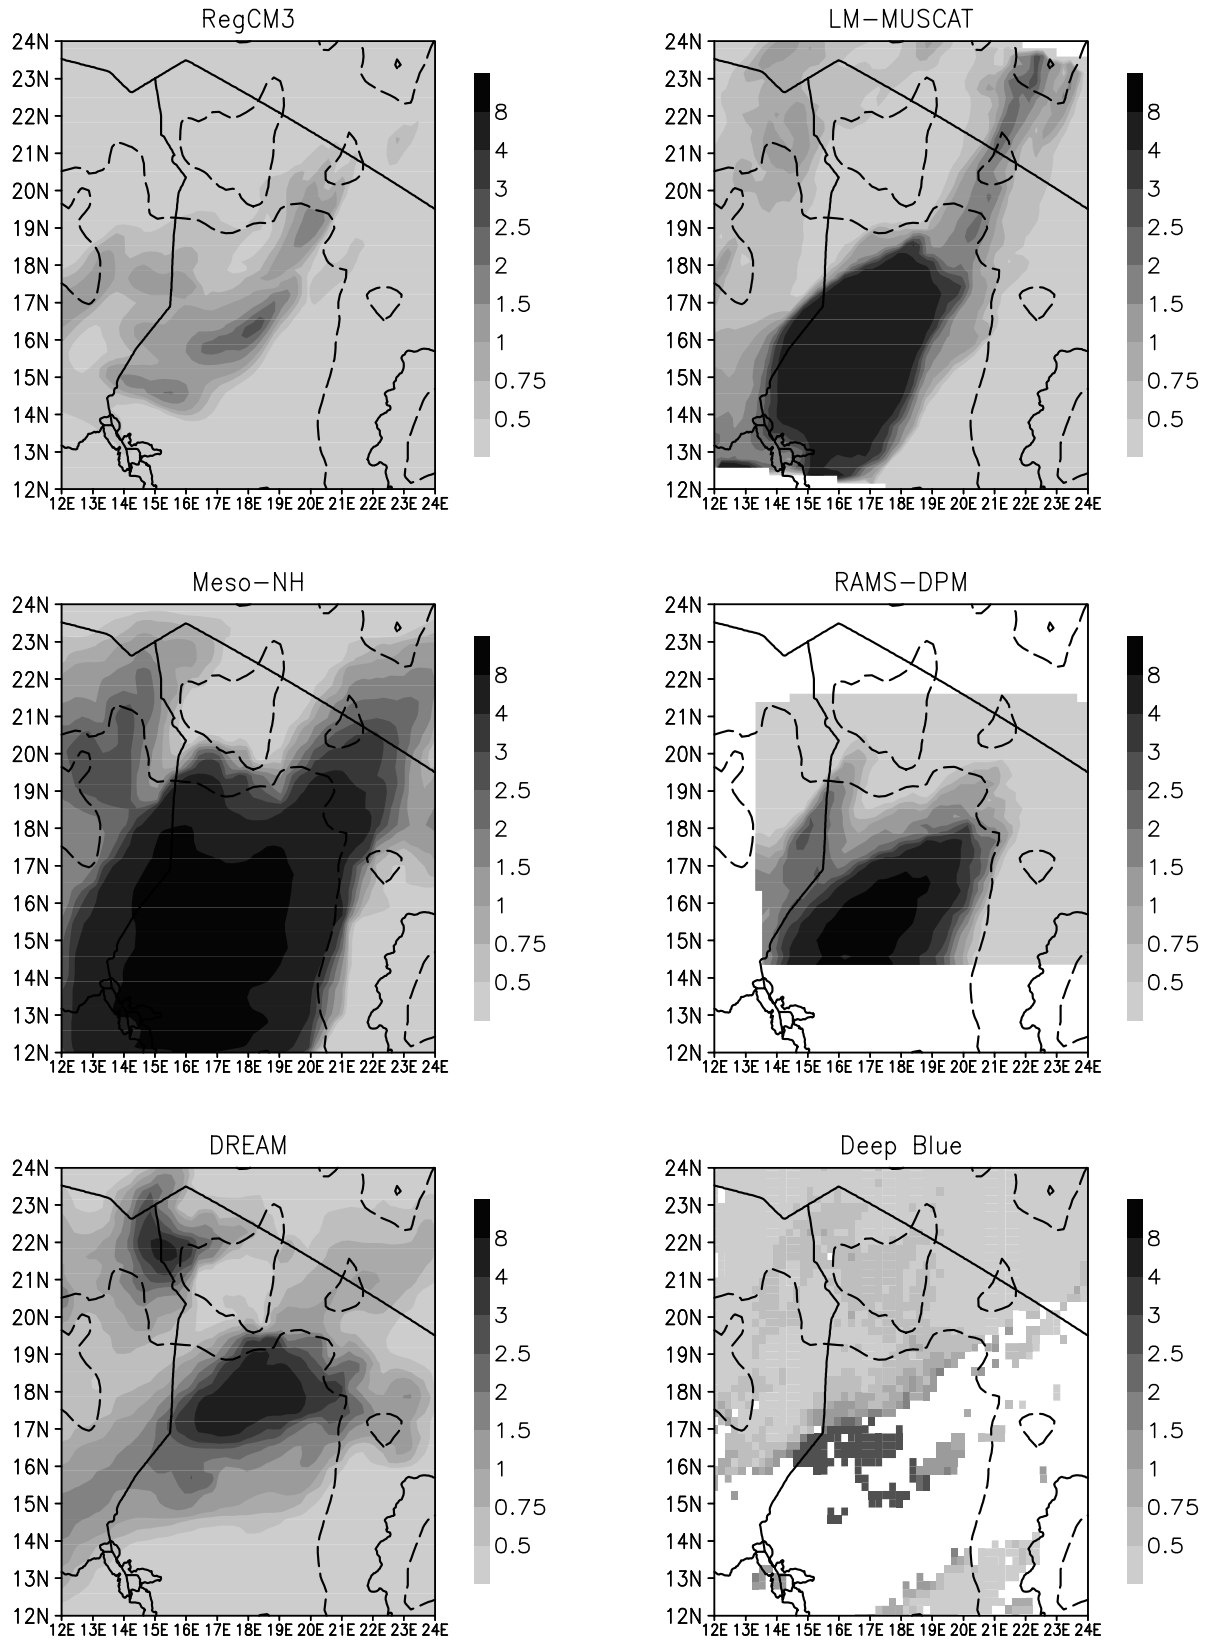 RegCM3
24N
23N
22N
21N
20N
19N
18N
17N
16N
15N
14N
13N
12N
12E 13E 14E 15E 16E 17E 18E 19E 20E 21E 22E 23E 24E
8
4
3
2.5
2
1.5
1
0.75
0.5
LM-MUSCAT
24N
23N
22N
21N
20N
19N
18N
17N
16N
15N
14N
13N
12N
12E 13E 14E 15E 16E 17E 18E 19E 20E 21E 22E 23E 24E
8
4
3
2.5
2
1.5
1
0.75
0.5
Meso-NH
24N
23N
22N
21N
20N
19N
18N
17N
16N
15N
14N
13N
12N
12E 13E 14E 15E 16E 17E 18E 19E 20E 21E 22E 23E 24E
8
4
3
2.5
2
1.5
1
0.75
0.5
RAMS-DPM
24N
23N
22N
21N
20N
19N
18N
17N
16N
15N
14N
13N
12N
12E 13E 14E 15E 16E 17E 18E 19E 20E 21E 22E 23E 24E
8
4
3
2.5
2
1.5
1
0.75
0.5
DREAM
24N
23N
22N
21N
20N
19N
18N
17N
16N
15N
14N
13N
12N
12E 13E 14E 15E 16E 17E 18E 19E 20E 21E 22E 23E 24E
8
4
3
2.5
2
1.5
1
0.75
0.5
Deep Blue
24N
23N
22N
21N
20N
19N
18N
17N
16N
15N
14N
13N
12N
12E 13E 14E 15E 16E 17E 18E 19E 20E 21E 22E 23E 24E
8
4
3
2.5
2
1.5
1
0.75
0.5